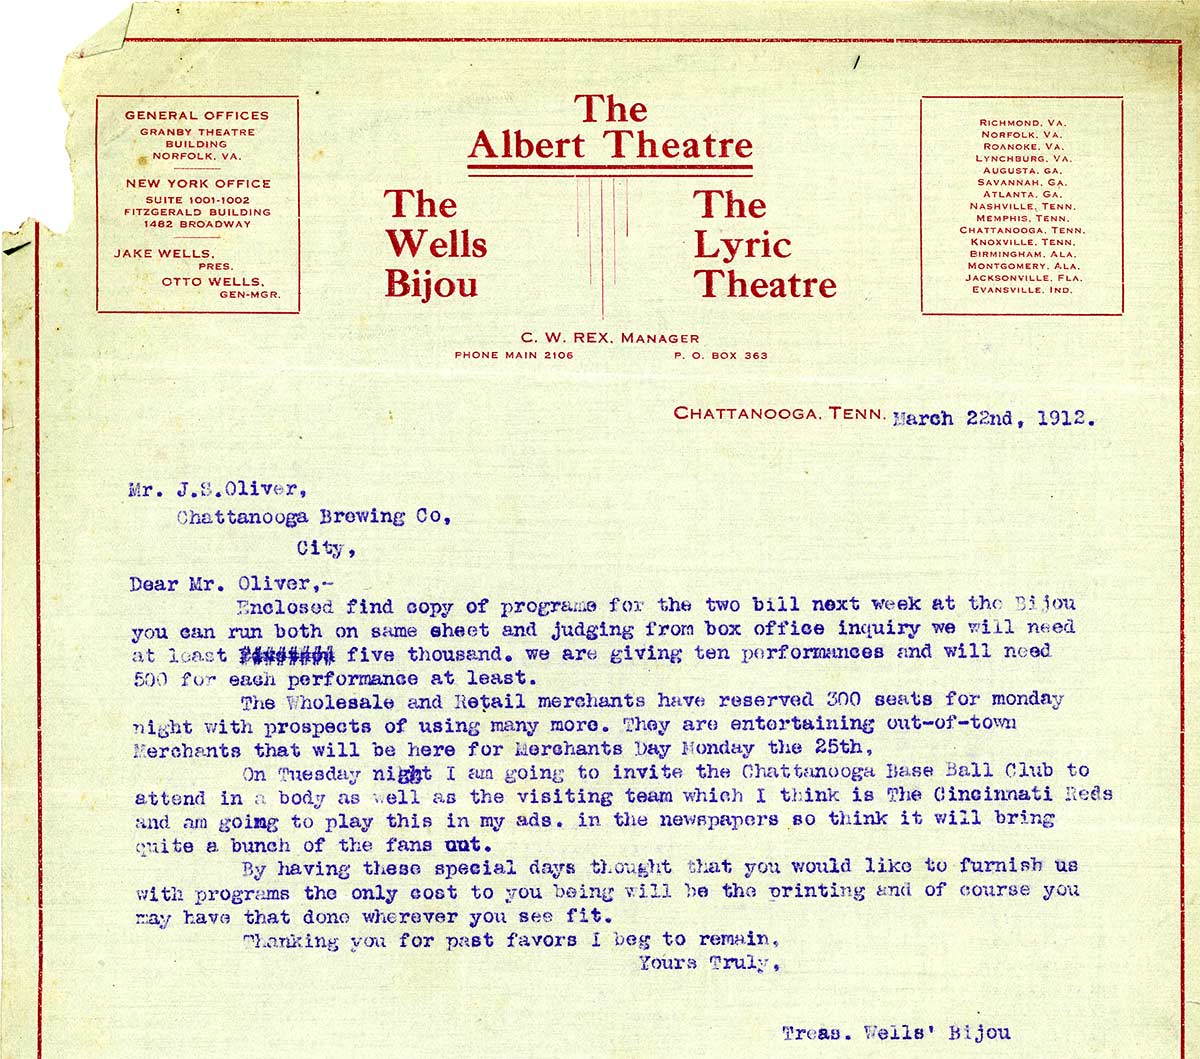 GENERAL OFFICES
GRANBY THEATRE
BUILDING
NORFOLK, VA.
NEW YORK OFFICE
SUITE 1001-1002
FITZGERALD BUILDING
1482 BROADWAY
JAKE WELLS,
PRES.
OTTO WELLS,
GEN-MGR.
The
Albert Theatre
The
Wells
Bijou
The
Lyric
Theatre
RICHMOND, VA.
NORFOLK, VA.
ROANOKE, VA.
LYNCHBURG, VA.
AUGUSTA, GA.
SAVANNAH, GA.
ATLANTA, GA.
NASHVILLE, TENN.
MEMPHIS, TENN.
CHATTANOOGA, TENN.
KNOXVILLE, TENN.
BIRMINGHAM, ALA.
MONTGOMERY, ALA.
JACKSONVILLE, FLA.
EVANSVILLE, IND.
C. W. REX, MANAGER
PHONE MAIN 2106 P. O. BOX 363
CHATTANOOGA, TENN. March 22nd, 1912.
Mr. J.S.Oliver,
Chattanooga Brewing Co,
City,
Dear Mr. Oliver,-
Enclosed find copy of programs for the two bill next week at the Bijou
you can run both on same sheet and judging from box office inquiry we will need
at least five thousand. we are giving ten performances and will need
500 for each performance at least.
The Wholesale and Retail merchants have reserved 300 seats for monday
night with prospects of using many more. They are entertaining out-of-town
Merchants that will be here for Merchants Day Monday the 25th,
On Tuesday night I am going to invite the Chattanooga Base Ball Club to
attend in a body as well as the visiting team which I think is The Cincinnati Reds
and am going to play this in my ads. in the newspapers so think it will bring
quite a bunch of the fans out.
By having these special days thought that you would like to furnish us
with programs the only cost to you being will be the printing and of course you
may have that done wherever you see fit.
Thanking you for past favors I beg to remain,
Yours Truly,
Treas. Wells' Bijou